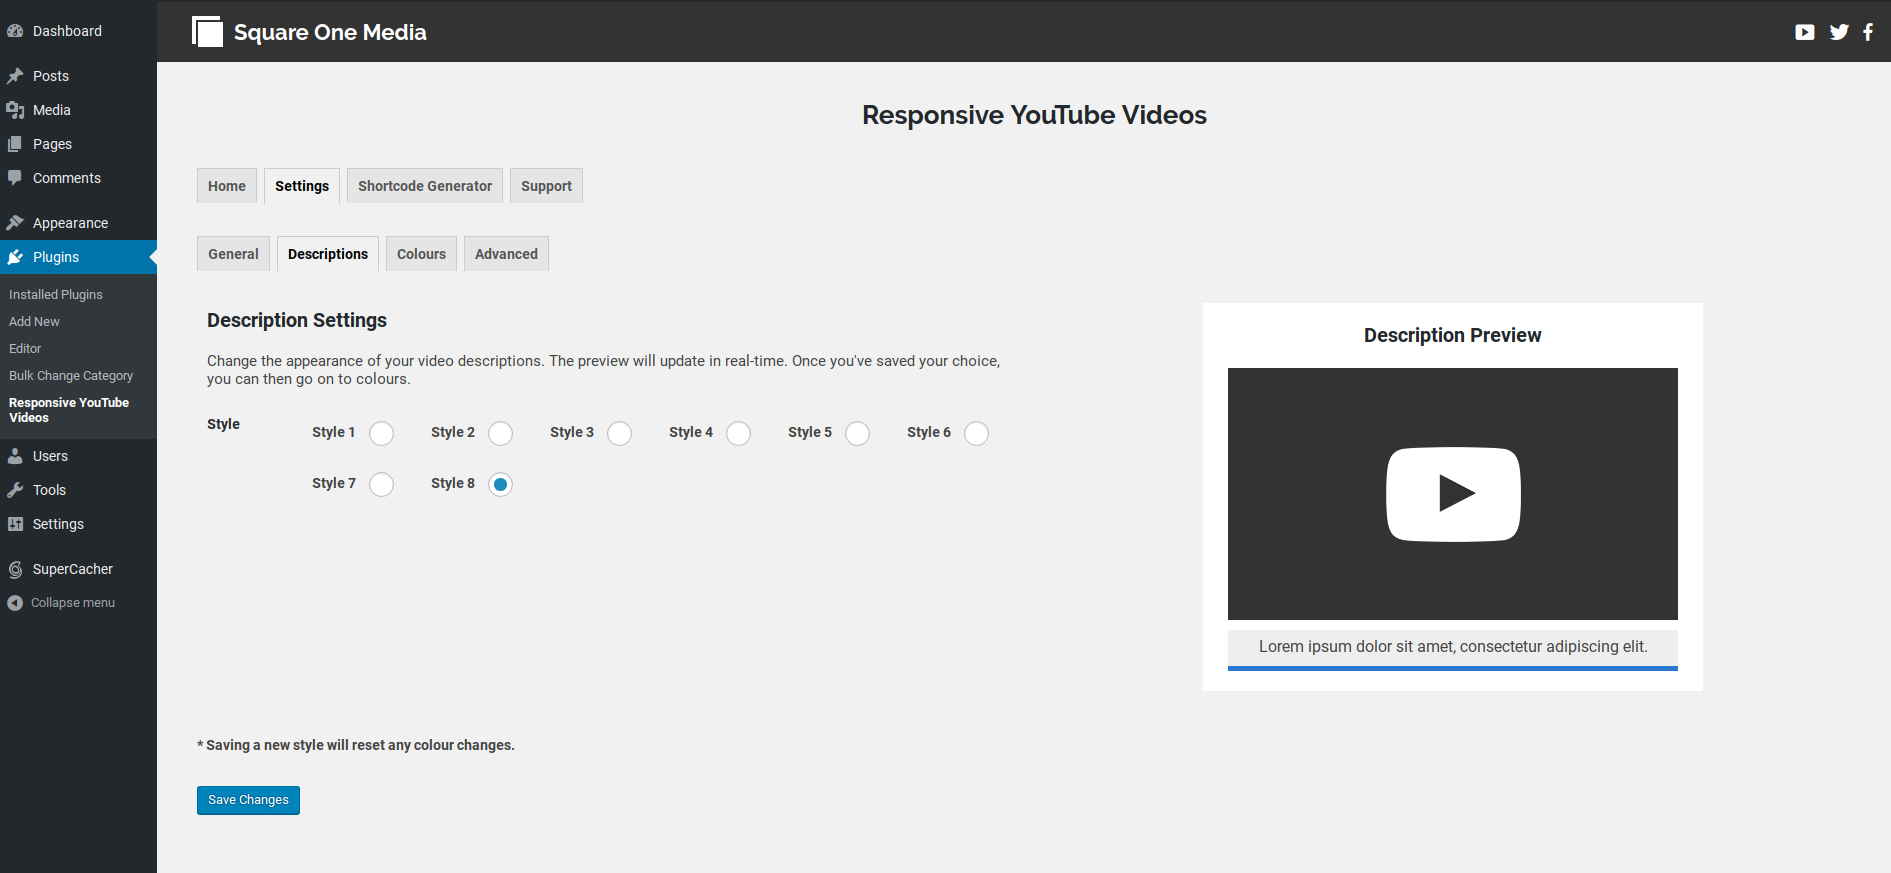 Dashboard
Posts
Media
Pages
Comments
Appearance
Plugins
Installed Plugins
Add New
Editor
Bulk Change Category
Responsive YouTube
Videos
Users
Tools
Settings
SuperCacher
Collapse menu
Square One Media
Responsive YouTube Videos
Home Settings Shortcode Generator Support
General Descriptions Colours Advanced
Description Settings
Change the appearance of your video descriptions. The preview will update in real-time. Once you've saved your choice,
you can then go on to colours.
Style Style 1 Style 2 Style 3 Style 4 Style 5 Style 6
Style 7 Style 8
* Saving a new style will reset any colour changes.
Save Changes
Description Preview
Lorem ipsum dolor sit amet, consectetur adipiscing elit.